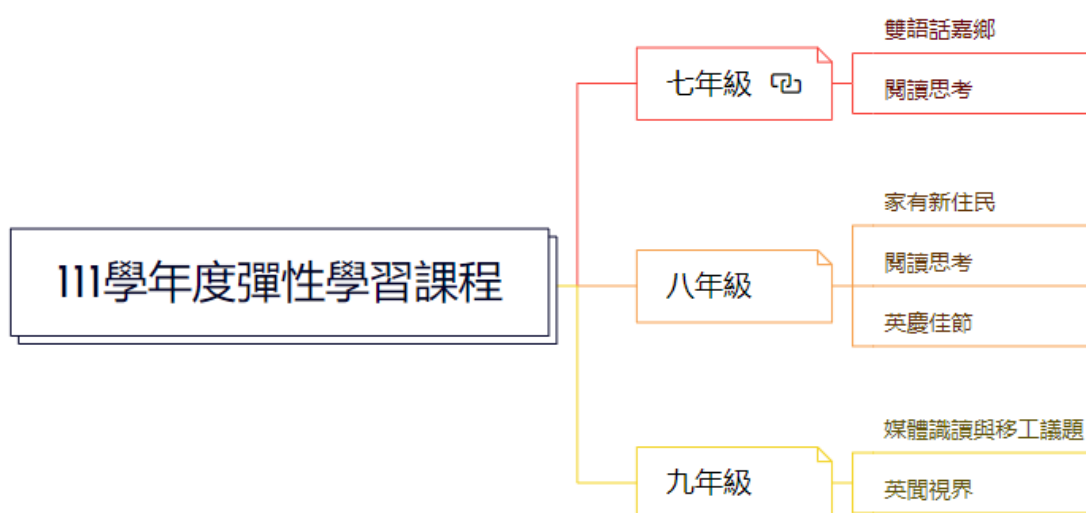 111學年度彈性學習課程
七年級
雙語話嘉鄉
閱讀思考
八年級
家有新住民
閱讀思考
英慶佳節
九年級
媒體識讀與移工議題
英聞視界